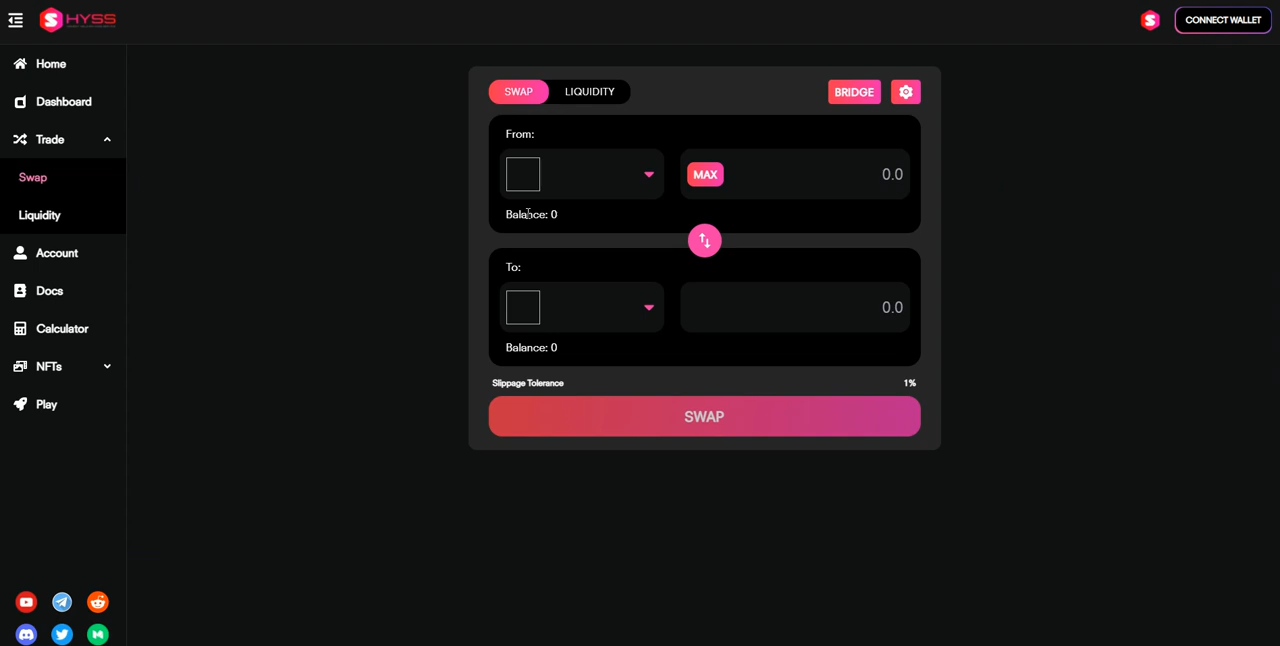 HYSS
CONNECT WALLET
Home
Dashboard
Trade
Swap
Liquidity
Account
Docs
Calculator
NFTs
Play
SWAP
LIQUIDITY
BRIDGE
From:
MAX
0.0
Balance: 0
To:
0.0
Balance: 0
Slippage Tolerance
1%
SWAP